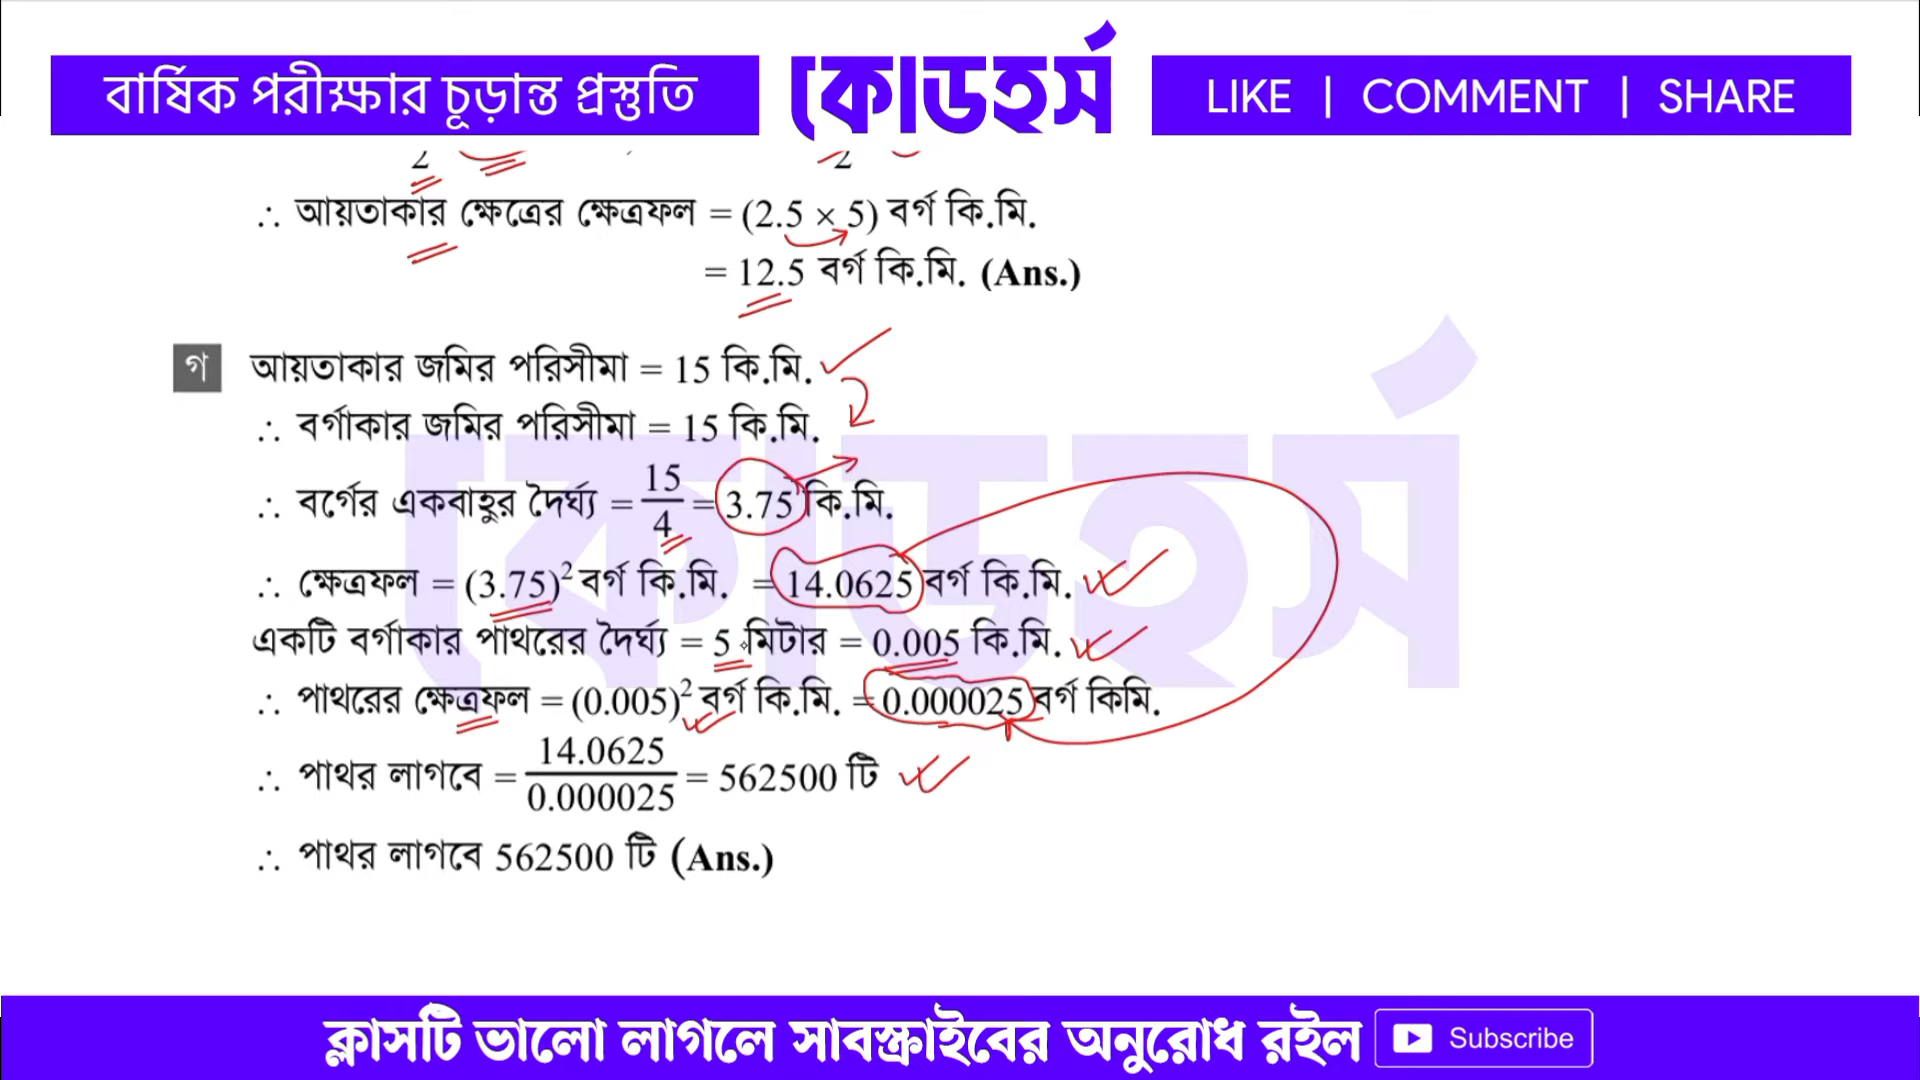 বার্ষিক পরীক্ষার চূড়ান্ত প্রস্তুতি
কোডহর্স
LIKE | COMMENT | SHARE
2 2
∴ আয়তাকার ক্ষেত্রের ক্ষেত্রফল = (2.5 × 5) বর্গ কি.মি.
= 12.5 বর্গ কি.মি. (Ans.)
গ আয়তাকার জমির পরিসীমা = 15 কি.মি.
∴ বর্গাকার জমির পরিসীমা = 15 কি.মি.
∴ বর্গের একবাহুর দৈর্ঘ্য = 15/4 = 3.75 কি.মি.
∴ ক্ষেত্রফল = (3.75)² বর্গ কি.মি. = 14.0625 বর্গ কি.মি.
একটি বর্গাকার পাথরের দৈর্ঘ্য = 5 মিটার = 0.005 কি.মি.
∴ পাথরের ক্ষেত্রফল = (0.005)² বর্গ কি.মি. = 0.000025 বর্গ কিমি.
∴ পাথর লাগবে = 14.0625/0.000025 = 562500 টি
∴ পাথর লাগবে 562500 টি (Ans.)
কোডহর্স
ক্লাসটি ভালো লাগলে সাবস্ক্রাইবের অনুরোধ রইল
Subscribe